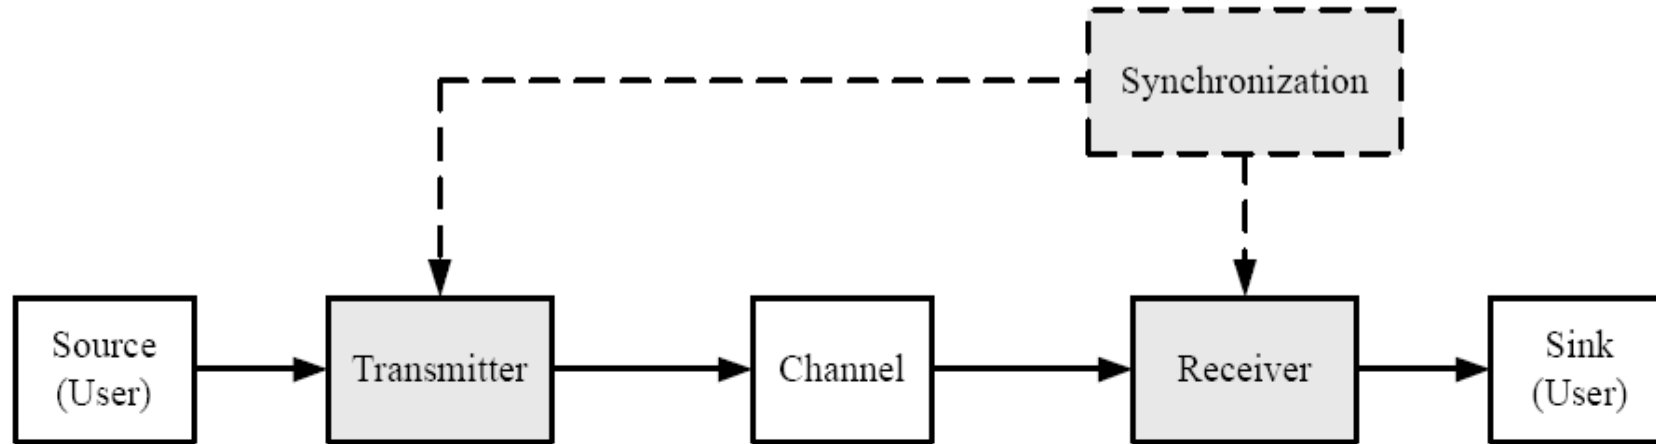 Synchronization
Source
(User)
Transmitter
Channel
Receiver
Sink
(User)